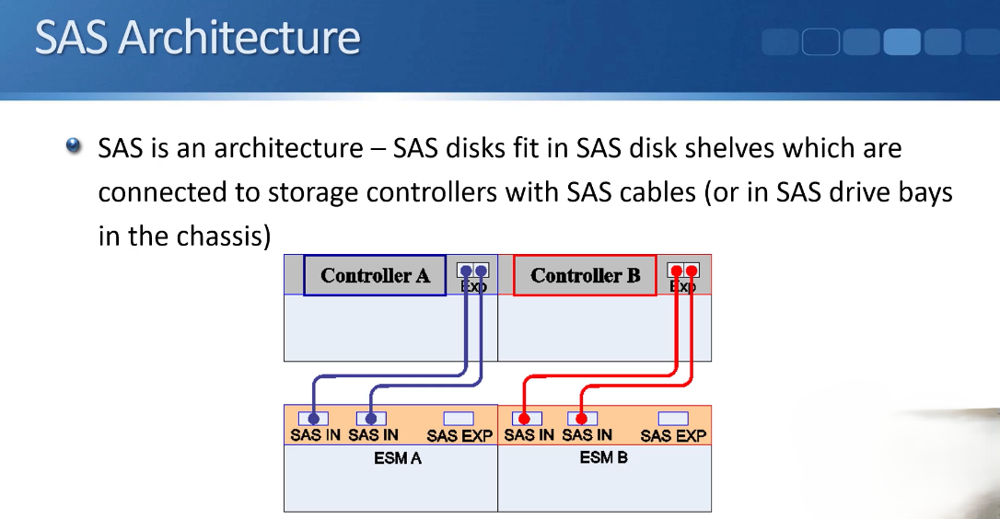 SAS Architecture
SAS is an architecture – SAS disks fit in SAS disk shelves which are
connected to storage controllers with SAS cables (or in SAS drive bays
in the chassis)
Controller A
Exp
Controller B
Exp
SAS IN
SAS IN
SAS EXP
SAS IN
SAS IN
SAS EXP
ESM A
ESM B